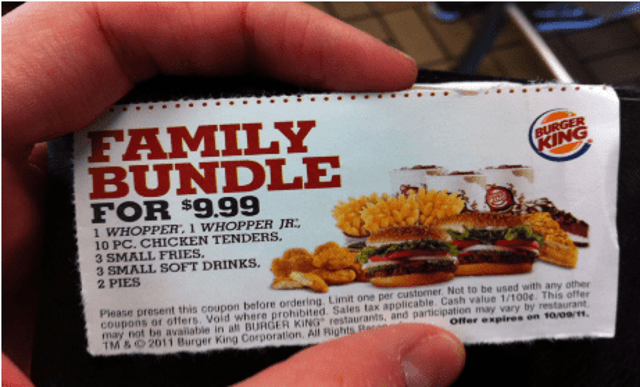 FAMILY
BUNDLE
FOR $9.99
1 WHOPPER®, 1 WHOPPER JR.®,
10 PC. CHICKEN TENDERS,
3 SMALL FRIES,
3 SMALL SOFT DRINKS,
2 PIES
BURGER
KING
Please present this coupon before ordering. Limit one per customer. Not to be used with any other
coupons or offers. Void where prohibited. Sales tax applicable. Cash value 1/100¢. This offer
may not be available in all BURGER KING® restaurants, and participation may vary by restaurant.
TM & © 2011 Burger King Corporation. All Rights
Offer expires on 10/09/11.